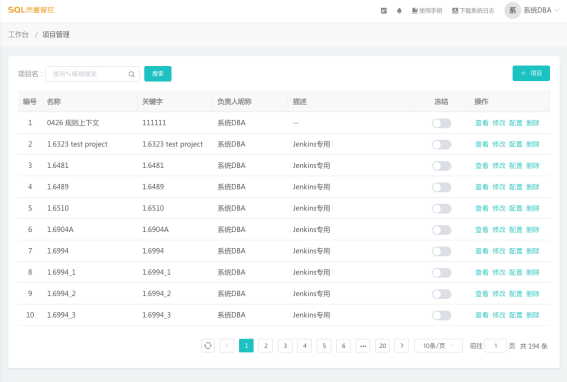 SQL质量管控
使用手册 下载系统日志 系 系统DBA
工作台 / 项目管理
项目名: 使用%模糊搜索 搜索 + 项目
编号 名称 关键字 负责人昵称 描述 冻结 操作
1 0426 规则上下文 111111 系统DBA --- 查看 修改 配置 删除
2 1.6323 test project 1.6323 test project 系统DBA Jenkins专用 查看 修改 配置 删除
3 1.6481 1.6481 系统DBA Jenkins专用 查看 修改 配置 删除
4 1.6489 1.6489 系统DBA Jenkins专用 查看 修改 配置 删除
5 1.6510 1.6510 系统DBA Jenkins专用 查看 修改 配置 删除
6 1.6904A 1.6904A 系统DBA Jenkins专用 查看 修改 配置 删除
7 1.6994 1.6994 系统DBA Jenkins专用 查看 修改 配置 删除
8 1.6994_1 1.6994_1 系统DBA Jenkins专用 查看 修改 配置 删除
9 1.6994_2 1.6994_2 系统DBA Jenkins专用 查看 修改 配置 删除
10 1.6994_3 1.6994_3 系统DBA Jenkins专用 查看 修改 配置 删除
1 2 3 4 5 6 ... 20 10条/页 前往 1 页 共 194 条